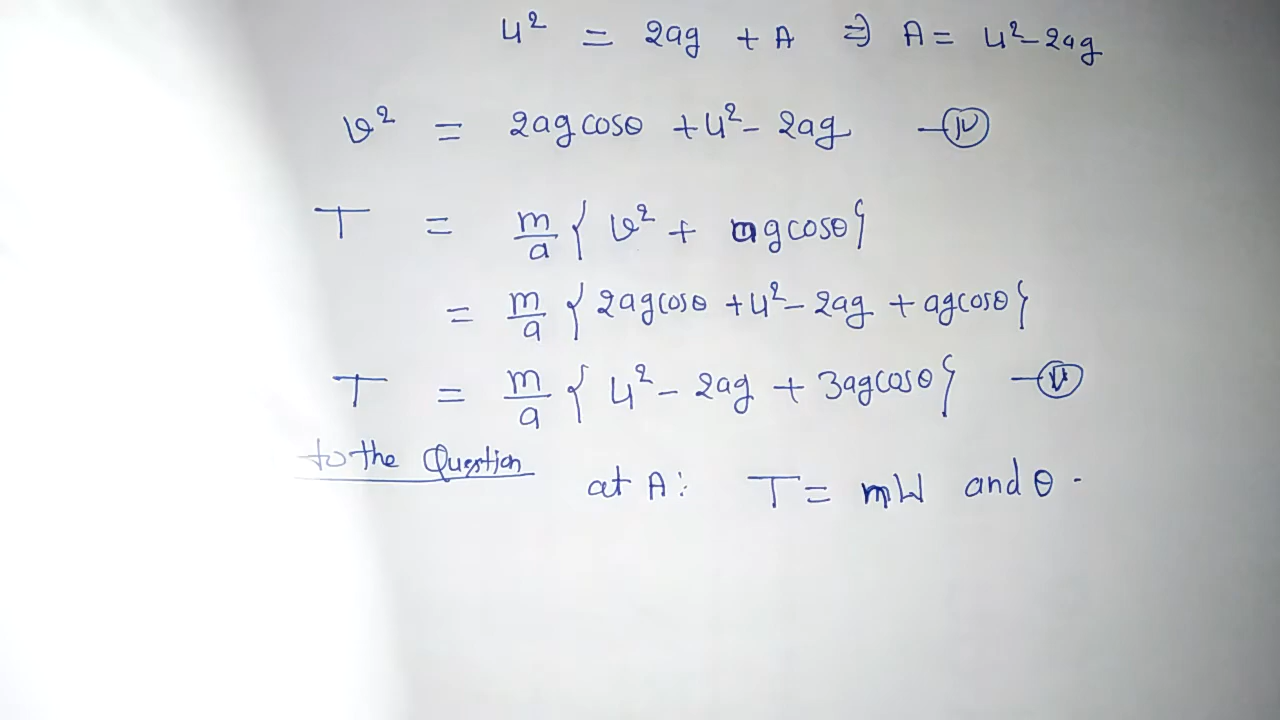 u² = 2ag + A ⇒ A = u² - 2ag
v² = 2ag cosθ + u² - 2ag —(IV)
T = m/a { v² + ag cosθ }
= m/a { 2ag cosθ + u² - 2ag + ag cosθ }
T = m/a { u² - 2ag + 3ag cosθ } —(V)
to the Question
at A: T = mW and θ -